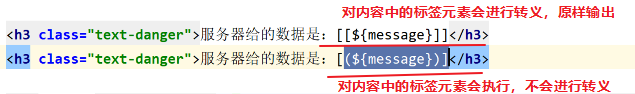 对内容中的标签元素会进行转义，原样输出
<h3 class="text-danger">服务器给的数据是：[[${message}]]</h3>
<h3 class="text-danger">服务器给的数据是：[(${message})]</h3>
对内容中的标签元素会执行，不会进行转义